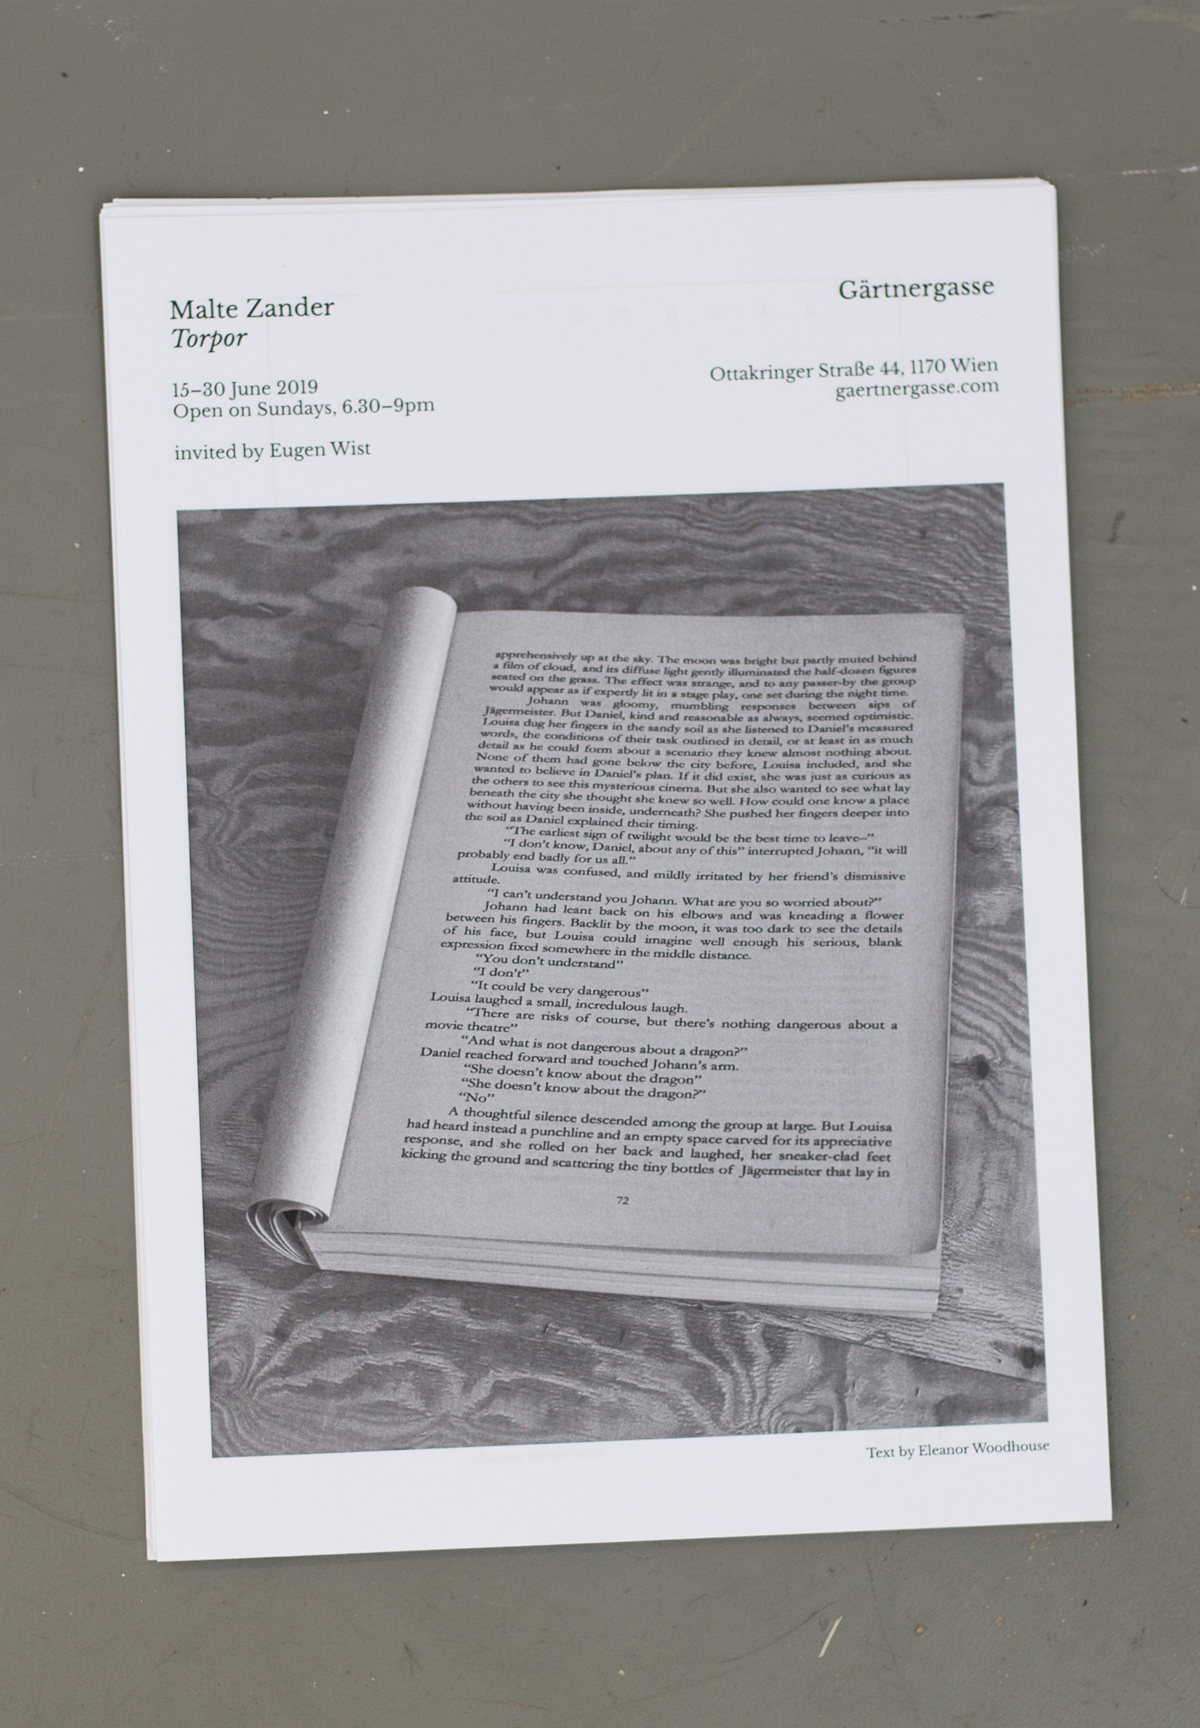 Malte Zander
Torpor
15–30 June 2019
Open on Sundays, 6.30–9pm
invited by Eugen Wist
Gärtnergasse
Ottakringer Straße 44, 1170 Wien
gaertnergasse.com
apprehensively up at the sky. The moon was bright but partly muted behind
a film of cloud, and its diffuse light gently illuminated the half-dozen figures
seated on the grass. The effect was strange, and to any passer-by the group
would appear as if expertly lit in a stage play, one set during the night time.
Johann was gloomy, mumbling responses between sips of
Jägermeister. But Daniel, kind and reasonable as always, seemed optimistic.
Louisa dug her fingers in the sandy soil as she listened to Daniel's measured
words, the conditions of their task outlined in detail, or at least in as much
detail as he could form about a scenario they knew almost nothing about.
None of them had gone below the city before, Louisa included, and she
wanted to believe in Daniel's plan. If it did exist, she was just as curious as
the others to see this mysterious cinema. But she also wanted to see what lay
beneath the city she thought she knew so well. How could one know a place
without having been inside, underneath? She pushed her fingers deeper into
the soil as Daniel explained their timing.
“The earliest sign of twilight would be the best time to leave–”
“I don't know, Daniel, about any of this” interrupted Johann, “it will
probably end badly for us all.”
Louisa was confused, and mildly irritated by her friend's dismissive
attitude.
“I can't understand you Johann. What are you so worried about?”
Johann had leant back on his elbows and was kneading a flower
between his fingers. Backlit by the moon, it was too dark to see the details
of his face, but Louisa could imagine well enough his serious, blank
expression fixed somewhere in the middle distance.
“You don't understand”
“I don't”
“It could be very dangerous”
Louisa laughed a small, incredulous laugh.
“There are risks of course, but there's nothing dangerous about a
movie theatre”
“And what is not dangerous about a dragon?”
Daniel reached forward and touched Johann's arm.
“She doesn't know about the dragon”
“She doesn't know about the dragon?”
“No”
A thoughtful silence descended among the group at large. But Louisa
had heard instead a punchline and an empty space carved for its appreciative
response, and she rolled on her back and laughed, her sneaker-clad feet
kicking the ground and scattering the tiny bottles of Jägermeister that lay in
72
Text by Eleanor Woodhouse